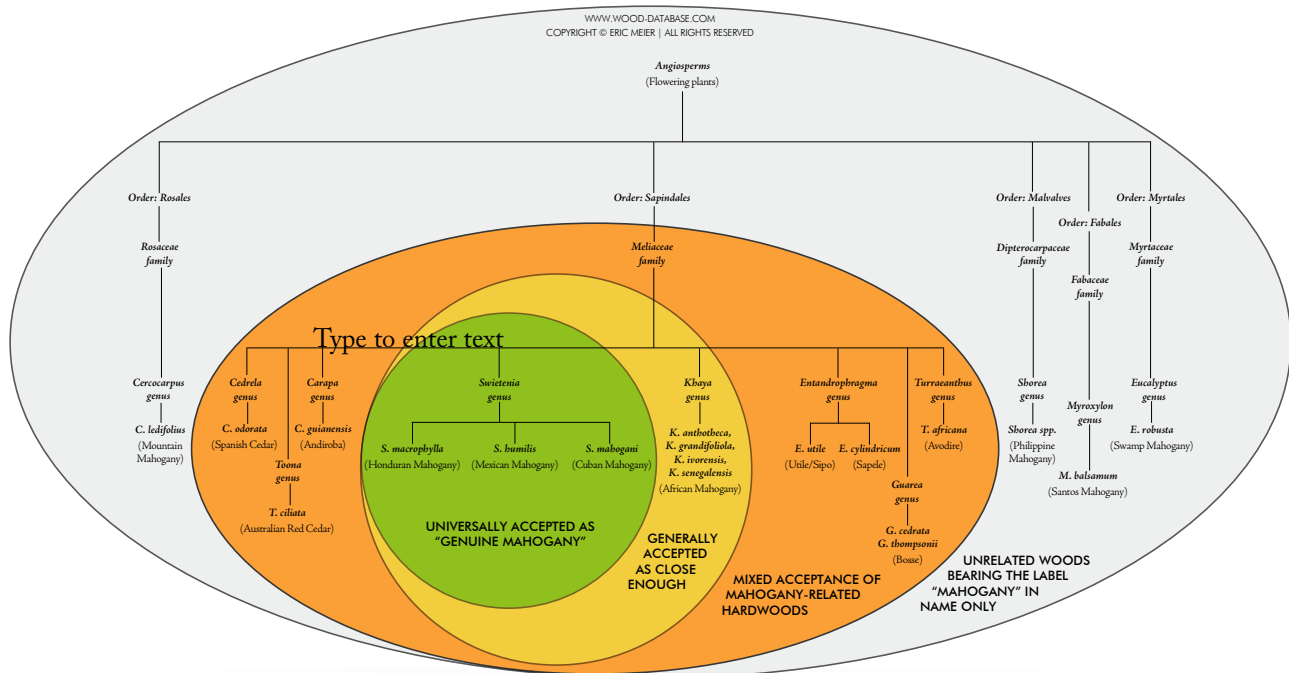 WWW.WOOD-DATABASE.COM
COPYRIGHT © ERIC MEIER | ALL RIGHTS RESERVED
Angiosperms
(Flowering plants)
Order: Rosales
Order: Sapindales
Order: Malvalves
Order: Myrtales
Order: Fabales
Rosaceae
family
Meliaceae
family
Dipterocarpaceae
family
Myrtaceae
family
Fabaceae
family
Type to enter text
Cercocarpus
genus
C. ledifolius
(Mountain
Mahogany)
Cedrela
genus
C. odorata
(Spanish Cedar)
Toona
genus
T. ciliata
(Australian Red Cedar)
Carapa
genus
C. guianensis
(Andiroba)
Swietenia
genus
S. macrophylla
(Honduran Mahogany)
S. humilis
(Mexican Mahogany)
S. mahogani
(Cuban Mahogany)
Khaya
genus
K. anthotheca,
K. grandifoliola,
K. ivorensis,
K. senegalensis
(African Mahogany)
Entandrophragma
genus
E. utile
(Utile/Sipo)
E. cylindricum
(Sapele)
Turraeanthus
genus
T. africana
(Avodire)
Guarea
genus
G. cedrata
G. thompsonii
(Bosse)
Shorea
genus
Shorea spp.
(Philippine
Mahogany)
Myroxylon
genus
M. balsamum
(Santos Mahogany)
Eucalyptus
genus
E. robusta
(Swamp Mahogany)
UNIVERSALLY ACCEPTED AS
“GENUINE MAHOGANY”
GENERALLY
ACCEPTED
AS CLOSE
ENOUGH
MIXED ACCEPTANCE OF
MAHOGANY-RELATED
HARDWOODS
UNRELATED WOODS
BEARING THE LABEL
“MAHOGANY” IN
NAME ONLY